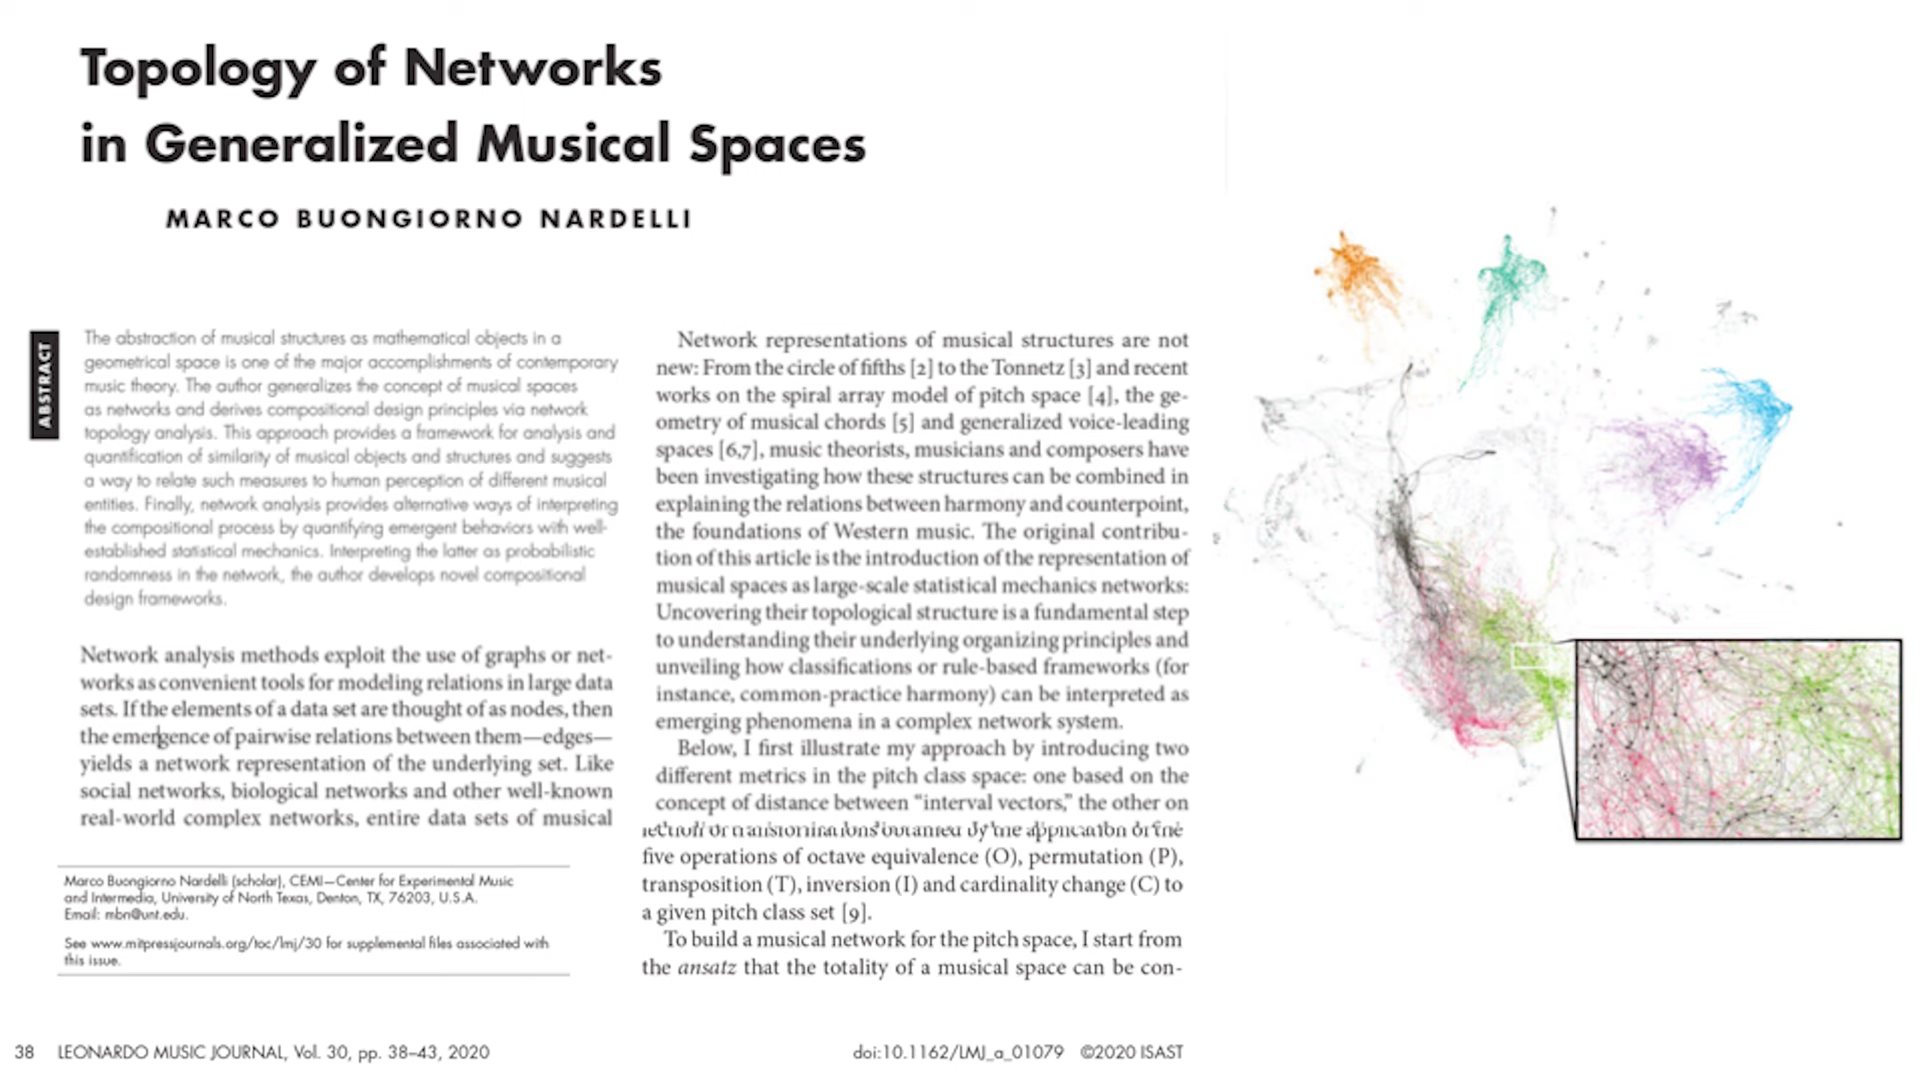 Topology of Networks
in Generalized Musical Spaces
MARCO BUONGIORNO NARDELLI
ABSTRACT
The abstraction of musical structures as mathematical objects in a
geometrical space is one of the major accomplishments of contemporary
music theory. The author generalizes the concept of musical spaces
as networks and derives compositional design principles via network
topology analysis. This approach provides a framework for analysis and
quantification of similarity of musical objects and structures and suggests
a way to relate such measures to human perception of different musical
entities. Finally, network analysis provides alternative ways of interpreting
the compositional process by quantifying emergent behaviors with well-
established statistical mechanics. Interpreting the latter as probabilistic
randomness in the network, the author develops novel compositional
design frameworks.
Network analysis methods exploit the use of graphs or net-
works as convenient tools for modeling relations in large data
sets. If the elements of a data set are thought of as nodes, then
the emergence of pairwise relations between them—edges—
yields a network representation of the underlying set. Like
social networks, biological networks and other well-known
real-world complex networks, entire data sets of musical
Marco Buongiorno Nardelli (scholar), CEMI—Center for Experimental Music
and Intermedia, University of North Texas, Denton, TX, 76203, U.S.A.
Email: mbn@unt.edu.
See www.mitpressjournals.org/toc/lmj/30 for supplemental files associated with
this issue.
Network representations of musical structures are not
new: From the circle of fifths [2] to the Tonnetz [3] and recent
works on the spiral array model of pitch space [4], the ge-
ometry of musical chords [5] and generalized voice-leading
spaces [6,7], music theorists, musicians and composers have
been investigating how these structures can be combined in
explaining the relations between harmony and counterpoint,
the foundations of Western music. The original contribu-
tion of this article is the introduction of the representation of
musical spaces as large-scale statistical mechanics networks:
Uncovering their topological structure is a fundamental step
to understanding their underlying organizing principles and
unveiling how classifications or rule-based frameworks (for
instance, common-practice harmony) can be interpreted as
emerging phenomena in a complex network system.
Below, I first illustrate my approach by introducing two
different metrics in the pitch class space: one based on the
concept of distance between “interval vectors,” the other on
five operations of octave equivalence (O), permutation (P),
transposition (T), inversion (I) and cardinality change (C) to
a given pitch class set [9].
To build a musical network for the pitch space, I start from
the ansatz that the totality of a musical space can be con-
38 LEONARDO MUSIC JOURNAL, Vol. 30, pp. 38–43, 2020
doi:10.1162/LMJ_a_01079 ©2020 ISAST